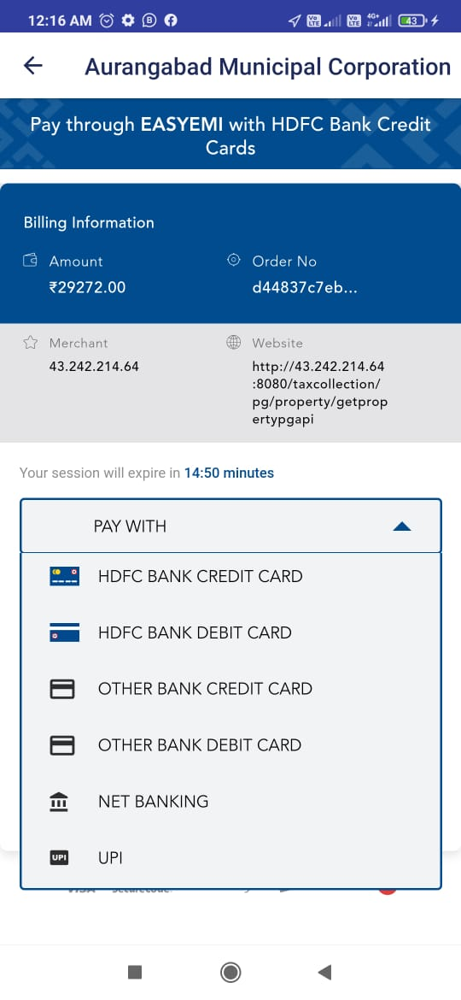 12:16 AM
4G+
43
Aurangabad Municipal Corporation
Pay through EASYEMI with HDFC Bank Credit
Cards
Billing Information
Amount
Order No
₹29272.00
d44837c7eb...
Merchant
Website
43.242.214.64
http://43.242.214.64
:8080/taxcollection/
pg/property/getprop
ertypgapi
Your session will expire in 14:50 minutes
PAY WITH
HDFC BANK CREDIT CARD
HDFC BANK DEBIT CARD
OTHER BANK CREDIT CARD
OTHER BANK DEBIT CARD
NET BANKING
UPI UPI